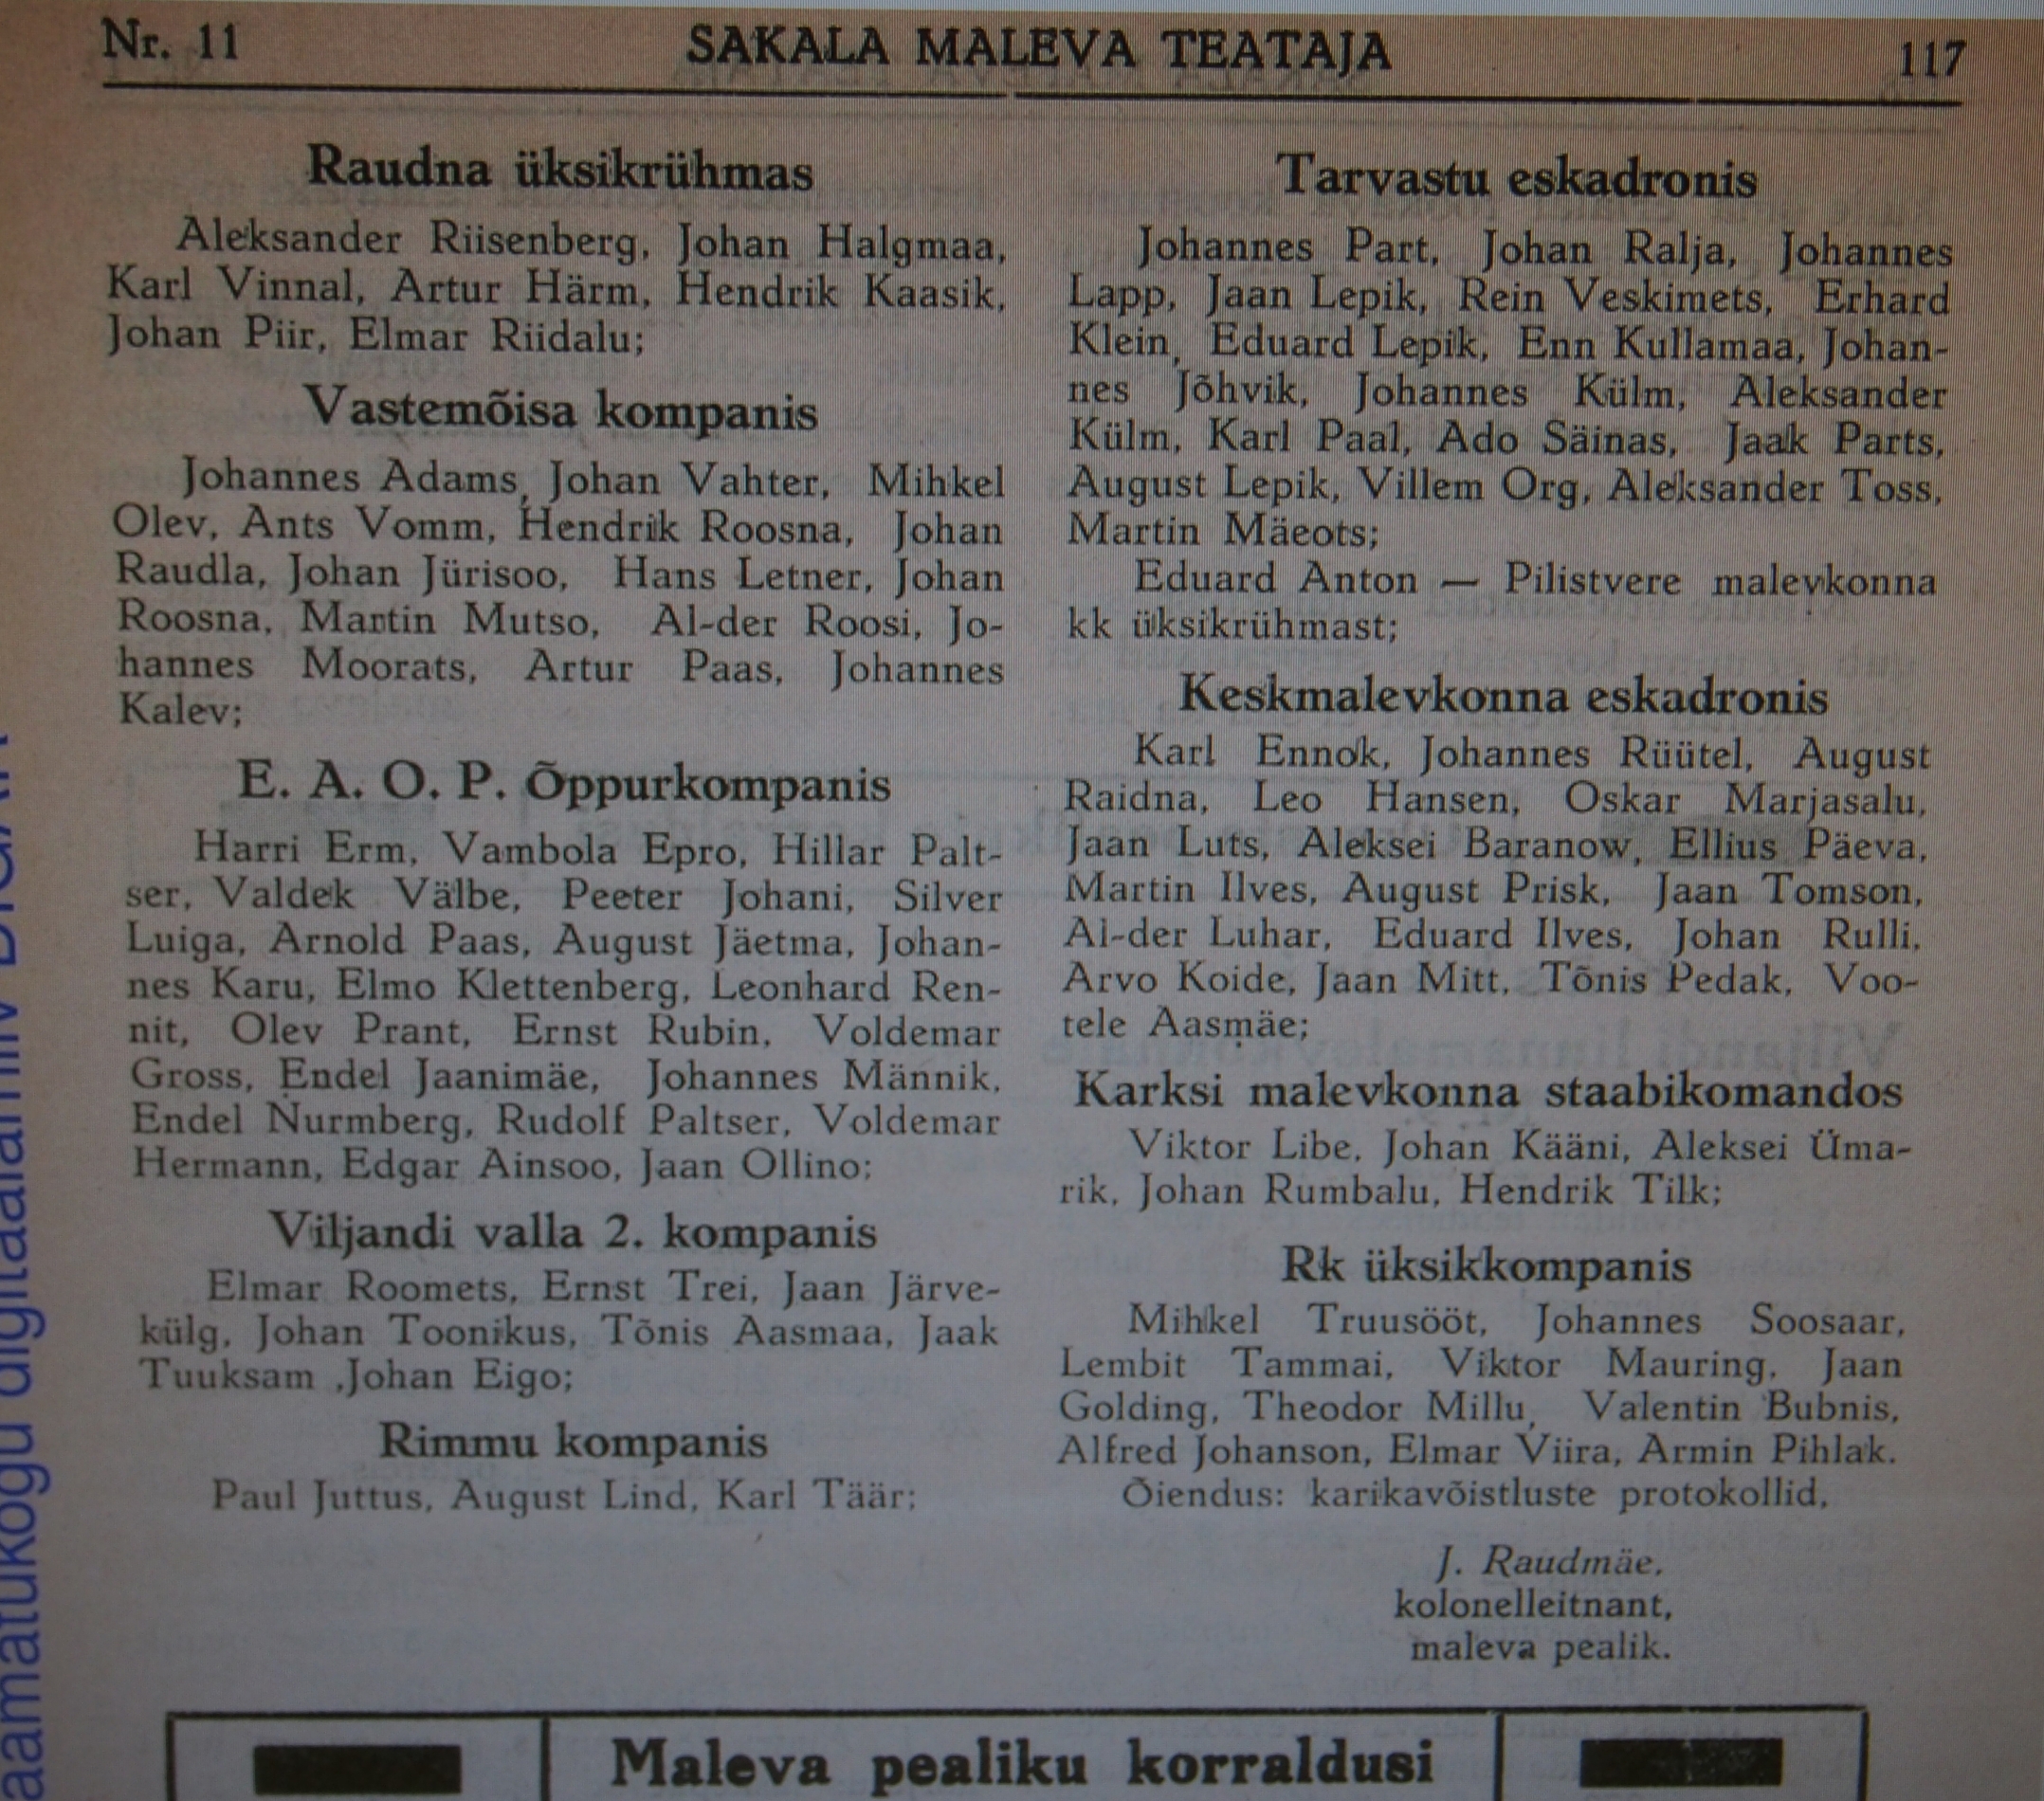 Nr. 11
SAKALA MALEVA TEATAJA
117
Raudna üksikrühmas
Aleksander Riisenberg, Johan Halgmaa,
Karl Vinnal, Artur Härm, Hendrik Kaasik,
Johan Piir, Elmar Riidalu;
Vastemõisa kompanis
Johannes Adams, Johan Vahter, Mihkel
Olev, Ants Vomm, Hendrik Roosna, Johan
Raudla, Johan Jürisoo, Hans Letner, Johan
Roosna, Martin Mutso, Al-der Roosi, Jo-
hannes Moorats, Artur Paas, Johannes
Kalev;
E. A. O. P. Õppurkompanis
Harri Erm, Vambola Epro, Hillar Palt-
ser, Valdek Välbe, Peeter Johani, Silver
Luiga, Arnold Paas, August Jäetma, Johan-
nes Karu, Elmo Klettenberg, Leonhard Ren-
nit, Olev Prant, Ernst Rubin, Voldemar
Gross, Endel Jaanimäe, Johannes Männik,
Endel Nurmberg, Rudolf Paltser, Voldemar
Hermann, Edgar Ainsoo, Jaan Ollino;
Viljandi valla 2. kompanis
Elmar Roomets, Ernst Trei, Jaan Järve-
külg, Johan Toonikus, Tõnis Aasmaa, Jaak
Tuuksam ,Johan Eigo;
Rimmu kompanis
Paul Juttus, August Lind, Karl Täär;
Tarvastu eskadronis
Johannes Part, Johan Ralja, Johannes
Lapp, Jaan Lepik, Rein Veskimets, Erhard
Klein, Eduard Lepik, Enn Kullamaa, Johan-
nes Jõhvik, Johannes Külm, Aleksander
Külm, Karl Paal, Ado Säinas, Jaak Parts,
August Lepik, Villem Org, Aleksander Toss,
Martin Mäeots;
Eduard Anton — Pilistvere malevkonna
kk üksikrühmast;
Keskmalevkonna eskadronis
Karl Ennok, Johannes Rüütel, August
Raidna, Leo Hansen, Oskar Marjasalu,
Jaan Luts, Aleksei Baranow, Ellius Päeva,
Martin Ilves, August Prisk, Jaan Tomson,
Al-der Luhar, Eduard Ilves, Johan Rulli,
Arvo Koide, Jaan Mitt, Tõnis Pedak, Voo-
tele Aasmäe;
Karksi malevkonna staabikomandos
Viktor Libe, Johan Kääni, Aleksei Üma-
rik, Johan Rumbalu, Hendrik Tilk;
Rk üksikkompanis
Mihkel Truusööt, Johannes Soosaar,
Lembit Tammai, Viktor Mauring, Jaan
Golding, Theodor Millu, Valentin Bubnis,
Alfred Johanson, Elmar Viira, Armin Pihlak.
Õiendus: karikavõistluste protokollid.
J. Raudmäe,
kolonelleitnant,
maleva pealik.
Maleva pealiku korraldusi